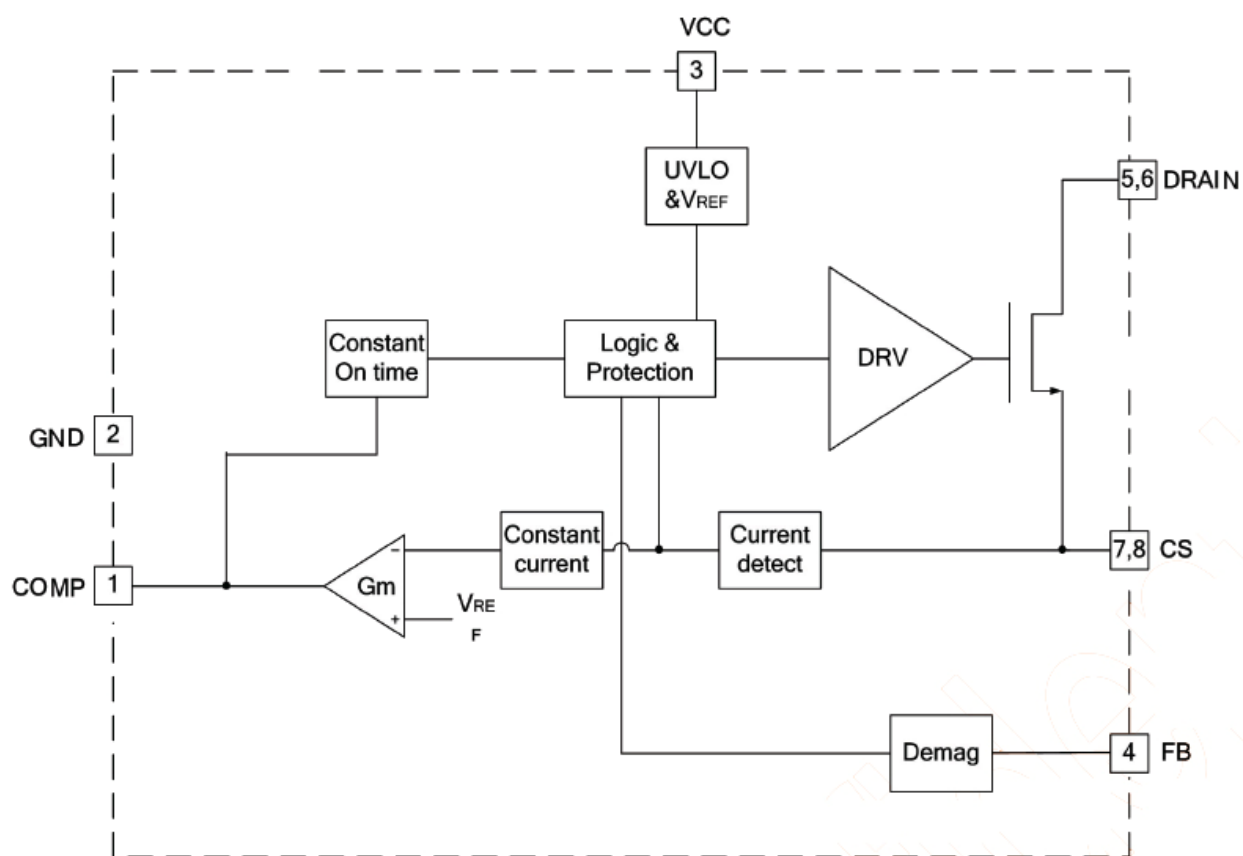 VCC
3
UVLO
&VREF
5,6 DRAIN
Constant
On time
Logic &
Protection
DRV
GND 2
Constant
current
Current
detect
7,8 CS
COMP 1
Gm
-
+
VRE
F
Demag
4 FB